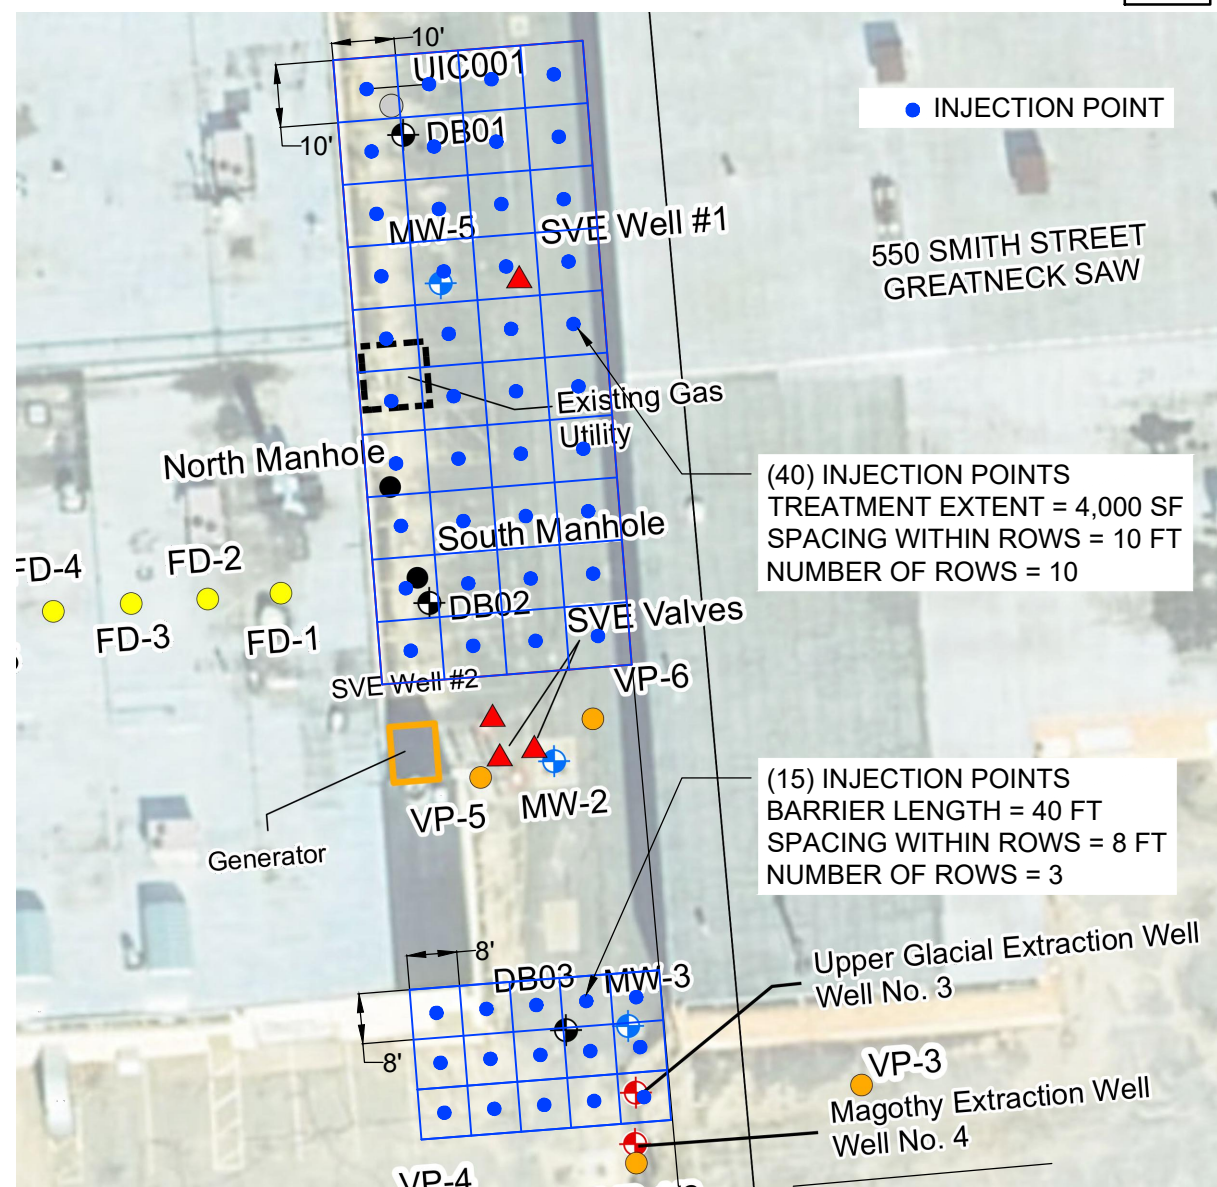 10'
UIC001
10'
DB01
INJECTION POINT
MW-5
SVE Well #1
550 SMITH STREET
GREATNECK SAW
Existing Gas
Utility
North Manhole
(40) INJECTION POINTS
TREATMENT EXTENT = 4,000 SF
SPACING WITHIN ROWS = 10 FT
NUMBER OF ROWS = 10
South Manhole
FD-4
FD-2
FD-3
FD-1
DB02
SVE Valves
SVE Well #2
VP-6
VP-5
MW-2
Generator
(15) INJECTION POINTS
BARRIER LENGTH = 40 FT
SPACING WITHIN ROWS = 8 FT
NUMBER OF ROWS = 3
8'
DB03
MW-3
Upper Glacial Extraction Well
Well No. 3
8'
VP-3
Magothy Extraction Well
Well No. 4
VP-4